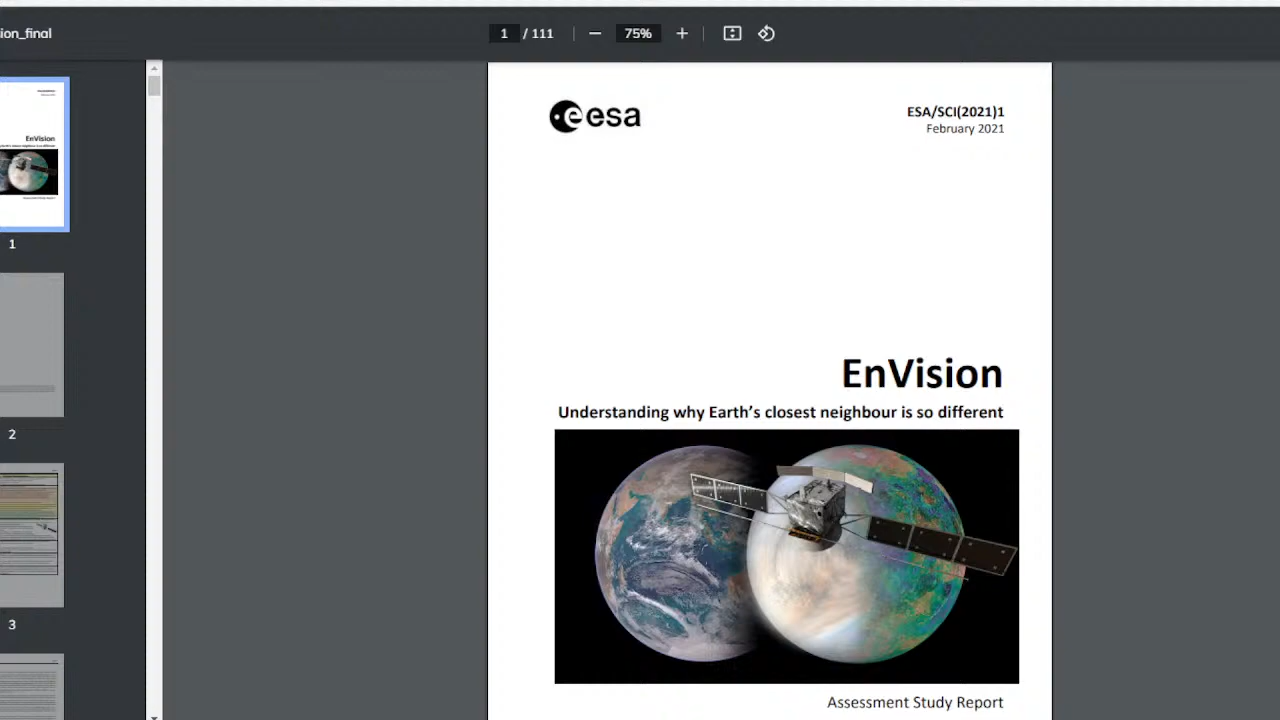 ion_final
1 / 111
75%
esa
ESA/SCI(2021)1
February 2021
EnVision
Understanding why Earth's closest neighbour is so different
Assessment Study Report
EnVision
1
2
3